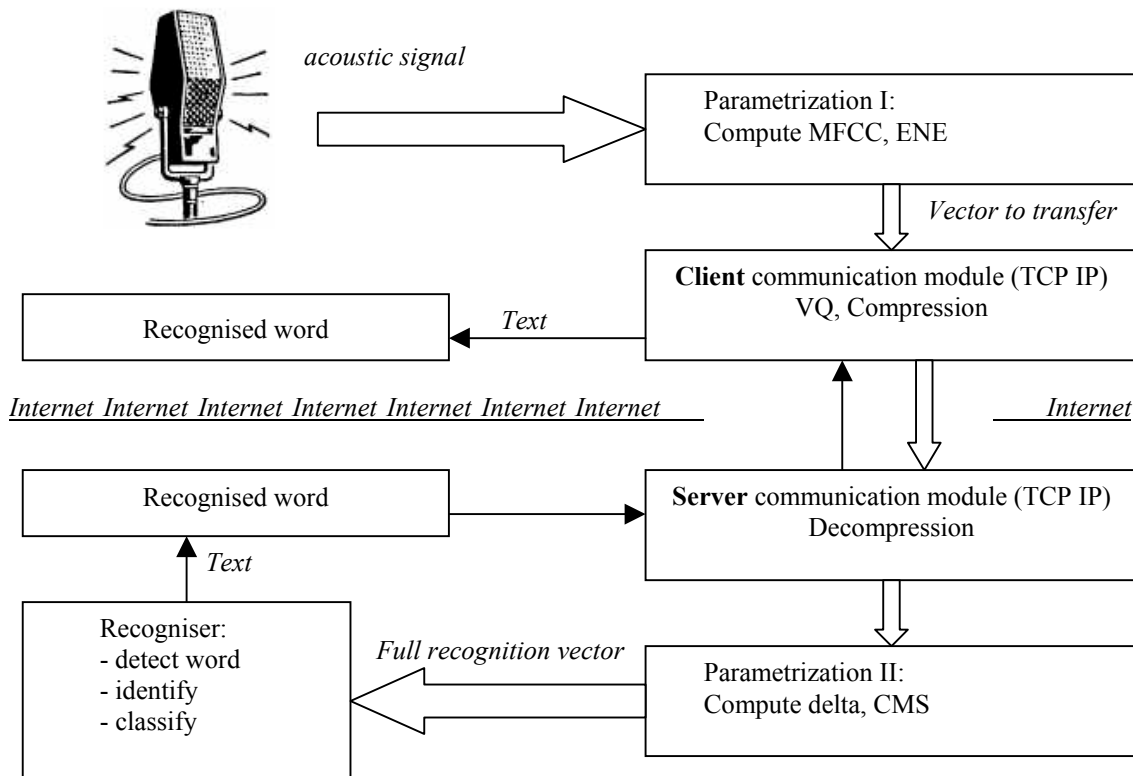 acoustic signal
Parametrization I:
Compute MFCC, ENE
Vector to transfer
Client communication module (TCP IP)
VQ, Compression
Text
Recognised word
Internet Internet Internet Internet Internet Internet Internet
Internet
Recognised word
Server communication module (TCP IP)
Decompression
Text
Recogniser:
- detect word
- identify
- classify
Full recognition vector
Parametrization II:
Compute delta, CMS